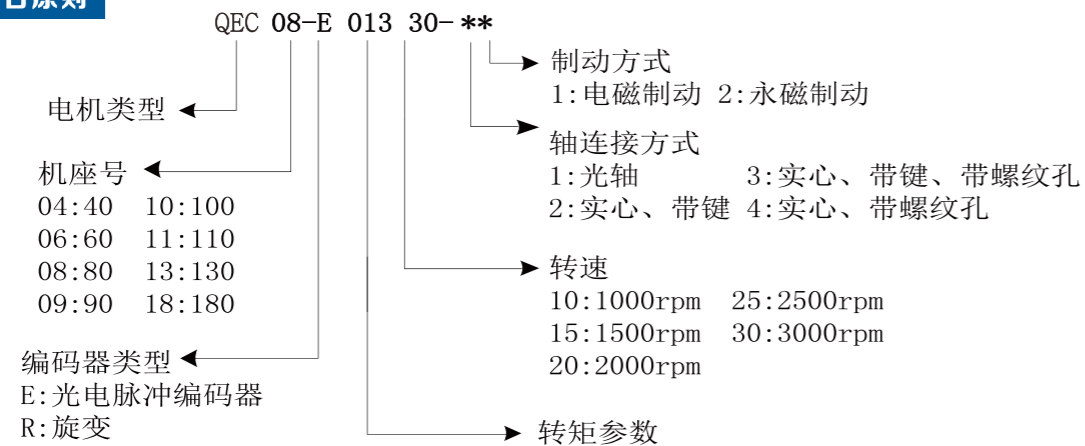 QEC 08-E 013 30-**
制动方式
1:电磁制动 2:永磁制动
电机类型
轴连接方式
1:光轴 3:实心、带键、带螺纹孔
2:实心、带键 4:实心、带螺纹孔
机座号
04:40 10:100
06:60 11:110
08:80 13:130
09:90 18:180
转速
10:1000rpm 25:2500rpm
15:1500rpm 30:3000rpm
20:2000rpm
编码器类型
E:光电脉冲编码器
R:旋变
转矩参数